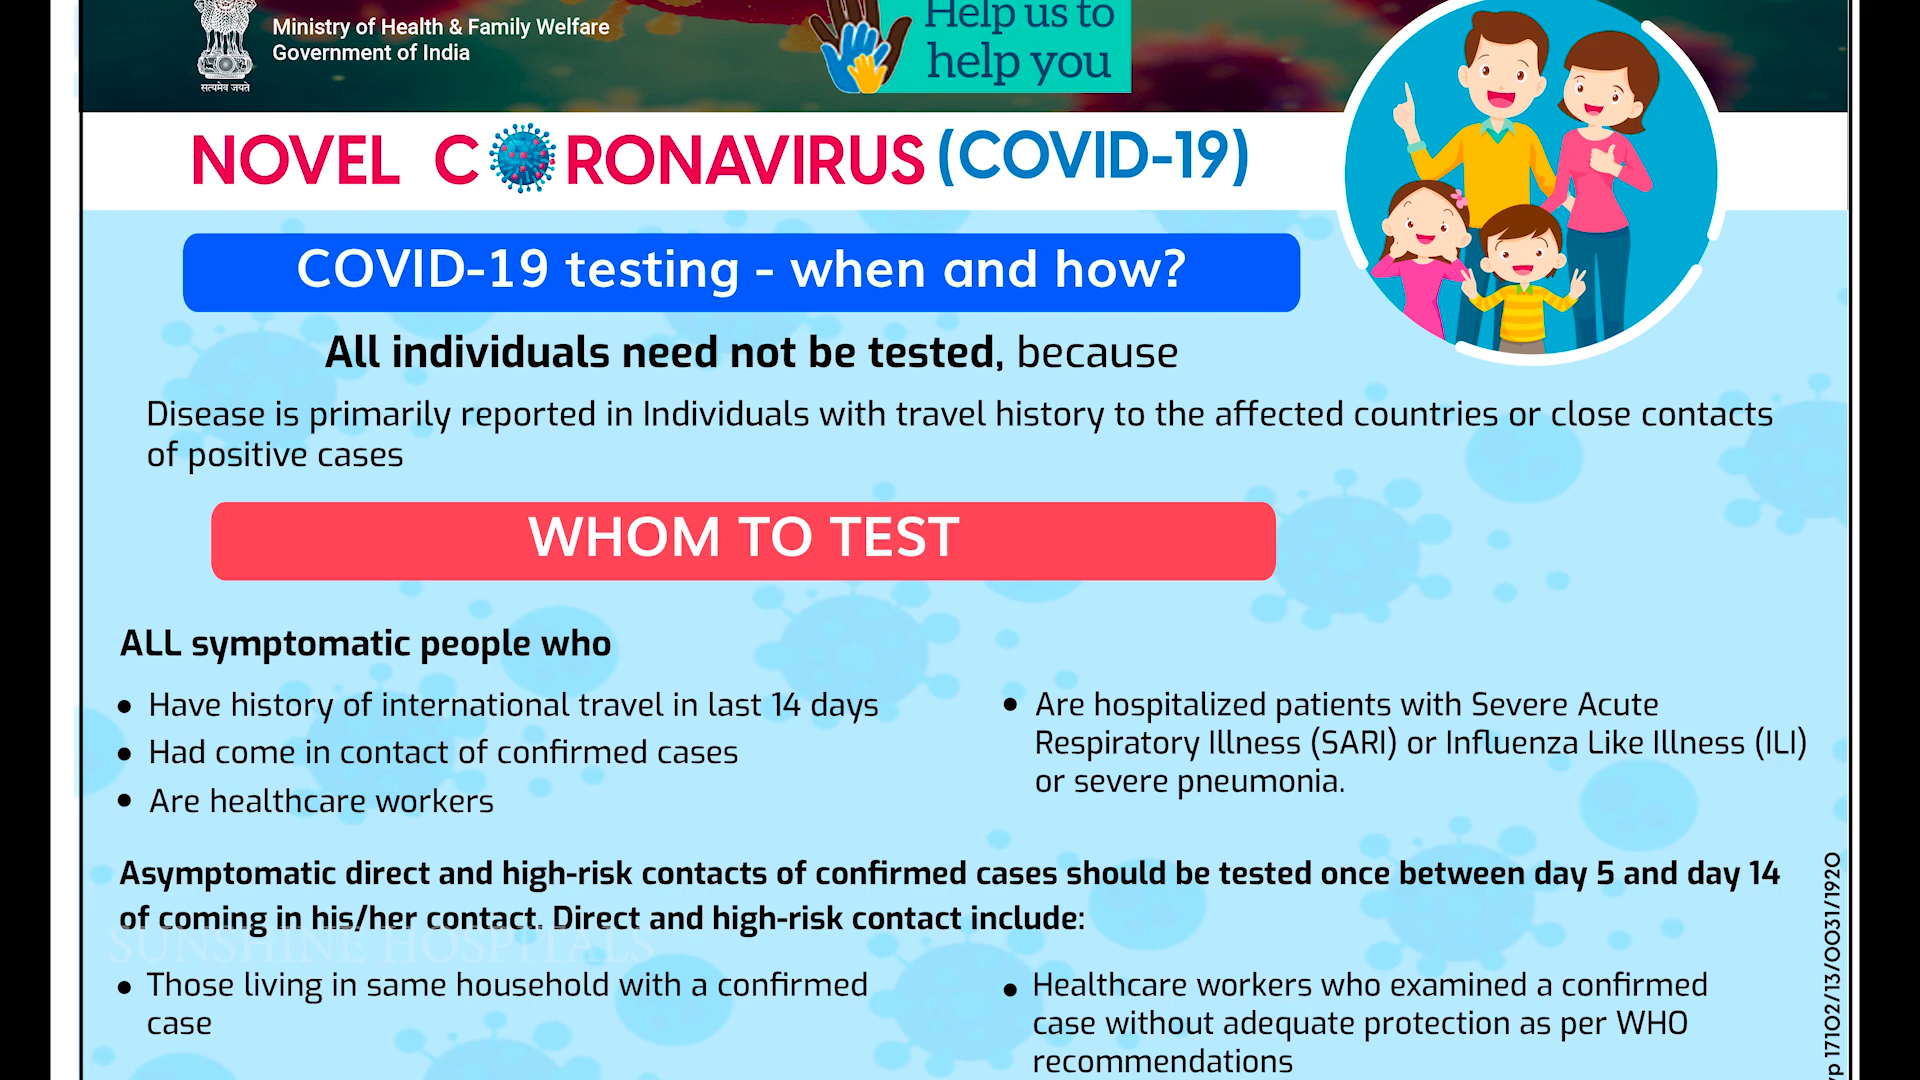 Ministry of Health & Family Welfare
Government of India
सत्यमेव जयते
Help us to
help you
NOVEL CORONAVIRUS (COVID-19)
COVID-19 testing - when and how?
All individuals need not be tested, because
Disease is primarily reported in Individuals with travel history to the affected countries or close contacts
of positive cases
WHOM TO TEST
ALL symptomatic people who
• Have history of international travel in last 14 days
• Had come in contact of confirmed cases
• Are healthcare workers
• Are hospitalized patients with Severe Acute
Respiratory Illness (SARI) or Influenza Like Illness (ILI)
or severe pneumonia.
Asymptomatic direct and high-risk contacts of confirmed cases should be tested once between day 5 and day 14
of coming in his/her contact. Direct and high-risk contact include:
SUNSHINE HOSPITALS
• Those living in same household with a confirmed
case
• Healthcare workers who examined a confirmed
case without adequate protection as per WHO
recommendations
17102/13/0031/1920